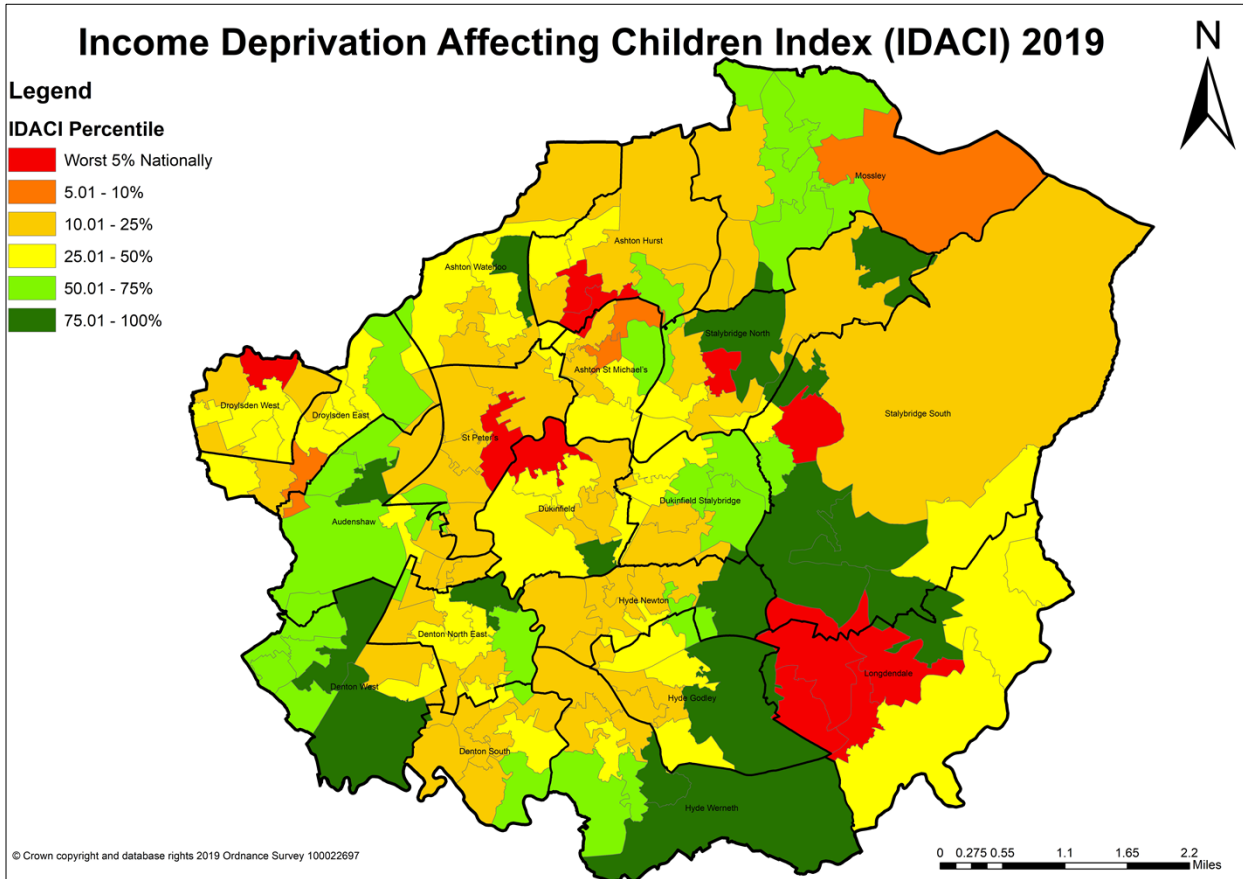 Income Deprivation Affecting Children Index (IDACI) 2019
N
Legend
IDACI Percentile
Worst 5% Nationally
5.01 - 10%
10.01 - 25%
25.01 - 50%
50.01 - 75%
75.01 - 100%
Mossley
Ashton Hurst
Ashton Waterloo
Stalybridge North
Ashton St Michael's
Droylsden West
Droylsden East
Stalybridge South
St Peter's
Dukinfield Stalybridge
Dukinfield
Audenshaw
Hyde Newton
Denton North East
Longdendale
Denton West
Hyde Godley
Denton South
Hyde Werneth
© Crown copyright and database rights 2019 Ordnance Survey 100022697
0 0.275 0.55 1.1 1.65 2.2
Miles